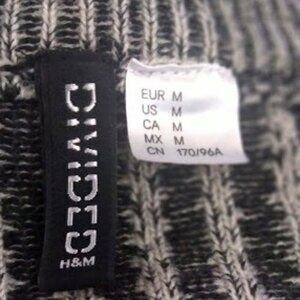 DIVIDED
H&M
EUR M
US M
CA M
MX M
CN 170/96A